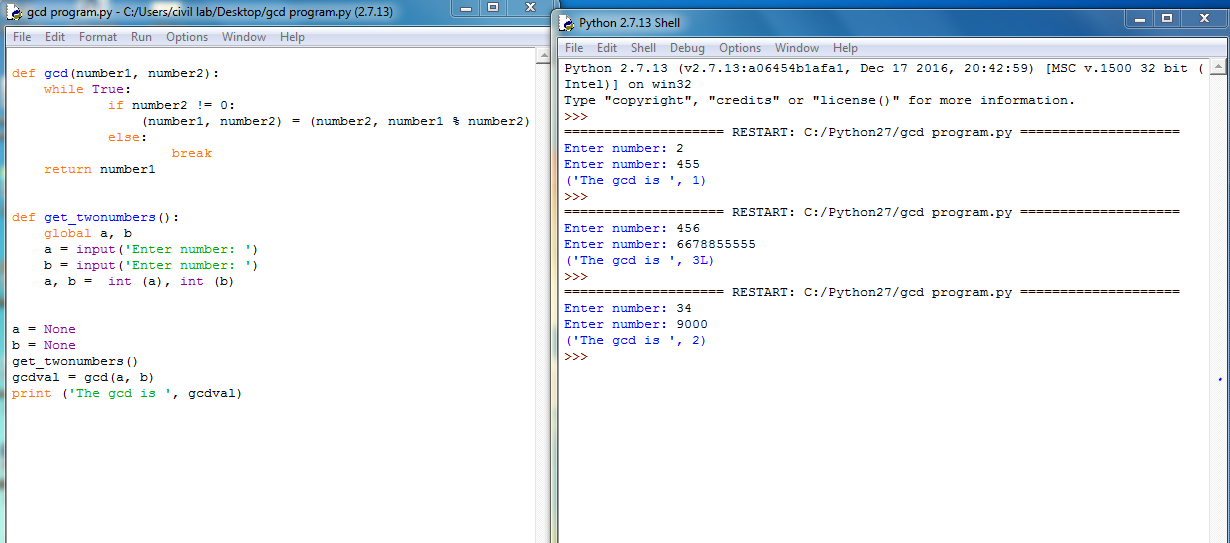 gcd program.py - C:/Users/civil lab/Desktop/gcd program.py (2.7.13)
File Edit Format Run Options Window Help
def gcd(number1, number2):
    while True:
            if number2 != 0:
                (number1, number2) = (number2, number1 % number2)
            else:
                    break
    return number1
def get_twonumbers():
    global a, b
    a = input('Enter number: ')
    b = input('Enter number: ')
    a, b =  int (a), int (b)
a = None
b = None
get_twonumbers()
gcdval = gcd(a, b)
print ('The gcd is ', gcdval)
Python 2.7.13 Shell
File Edit Shell Debug Options Window Help
Python 2.7.13 (v2.7.13:a06454b1afa1, Dec 17 2016, 20:42:59) [MSC v.1500 32 bit (
Intel)] on win32
Type "copyright", "credits" or "license()" for more information.
>>>
==================== RESTART: C:/Python27/gcd program.py ====================
Enter number: 2
Enter number: 455
('The gcd is ', 1)
>>>
==================== RESTART: C:/Python27/gcd program.py ====================
Enter number: 456
Enter number: 6678855555
('The gcd is ', 3L)
>>>
==================== RESTART: C:/Python27/gcd program.py ====================
Enter number: 34
Enter number: 9000
('The gcd is ', 2)
>>>